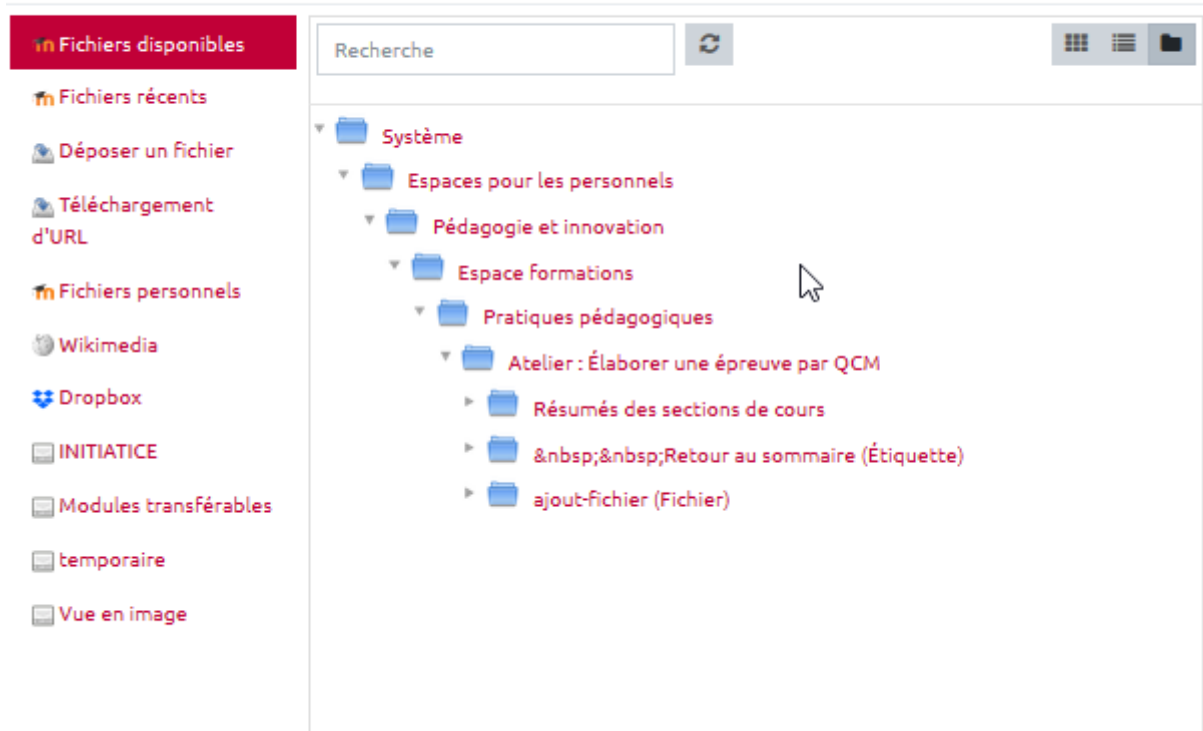 Fichiers disponibles
Fichiers récents
Déposer un fichier
Téléchargement
d'URL
Fichiers personnels
Wikimedia
Dropbox
INITIATICE
Modules transférables
temporaire
Vue en image
Recherche
Système
Espaces pour les personnels
Pédagogie et innovation
Espace formations
Pratiques pédagogiques
Atelier : Élaborer une épreuve par QCM
Résumés des sections de cours
&nbsp;&nbsp;Retour au sommaire (Étiquette)
ajout-fichier (Fichier)